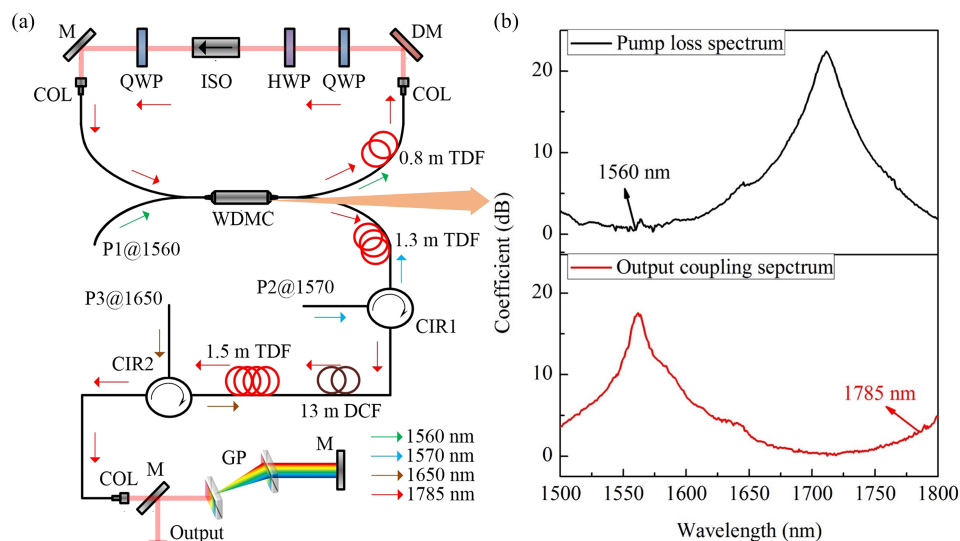 (a)
M
DM
QWP
ISO
HWP
QWP
COL
COL
0.8 m TDF
WDMC
P1@1560
1.3 m TDF
P2@1570
P3@1650
CIR1
1.5 m TDF
CIR2
13 m DCF
1560 nm
1570 nm
1650 nm
1785 nm
GP
M
COL
M
Output
(b)
Pump loss spectrum
20
10
0
1560 nm
Coefficient (dB)
Output coupling sepctrum
20
10
0
1785 nm
1500 1550 1600 1650 1700 1750 1800
Wavelength (nm)